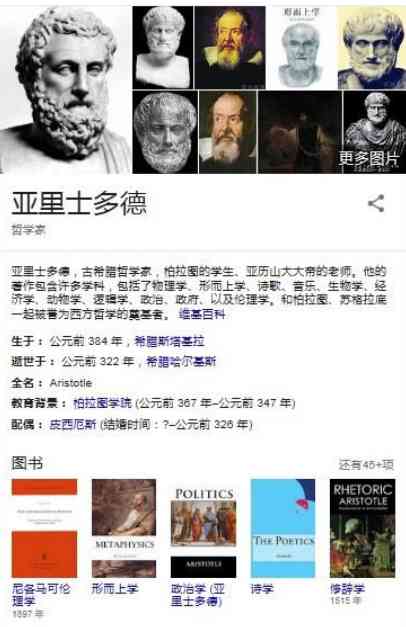 形而上学
更多图片
亚里士多德
哲学家
亚里士多德，古希腊哲学家，柏拉图的学生、亚历山大大帝的老师。他的
著作包含许多学科，包括了物理学、形而上学、诗歌、音乐、生物学、经
济学、动物学、逻辑学、政治、政府、以及伦理学。和柏拉图、苏格拉底
一起被誉为西方哲学的奠基者。 维基百科
生于： 公元前 384 年，希腊斯塔基拉
逝世于： 公元前 322 年，希腊哈尔基斯
全名： Aristotle
教育背景： 柏拉图学院 (公元前 367 年–公元前 347 年)
配偶： 皮西厄斯 (结婚时间：?–公元前 326 年)
图书
还有45+项
METAPHYSICS
POLITICS
ARISTOTLE
THE POETICS
RHETORIC
ARISTOTLE
尼各马可伦
理学
1897 年
形而上学
政治学 (亚
里士多德)
诗学
修辞学
1515 年